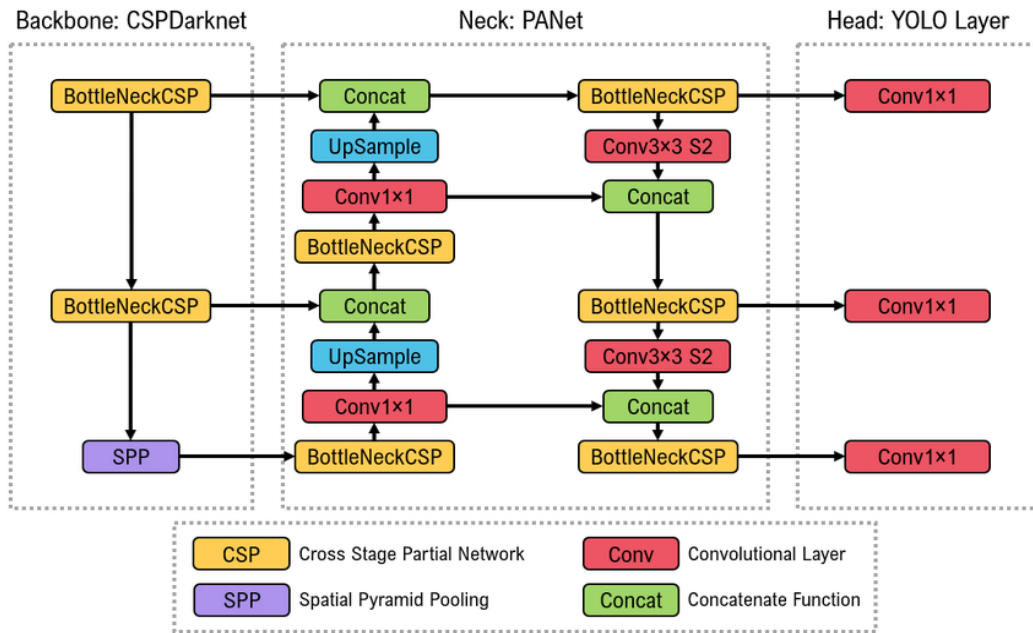 Backbone: CSPDarknet
Neck: PANet
Head: YOLO Layer
BottleNeckCSP
Concat
BottleNeckCSP
Conv1×1
UpSample
Conv3×3 S2
Conv1×1
Concat
BottleNeckCSP
BottleNeckCSP
Concat
BottleNeckCSP
Conv1×1
UpSample
Conv3×3 S2
Conv1×1
Concat
SPP
BottleNeckCSP
BottleNeckCSP
Conv1×1
CSP
Cross Stage Partial Network
Conv
Convolutional Layer
SPP
Spatial Pyramid Pooling
Concat
Concatenate Function